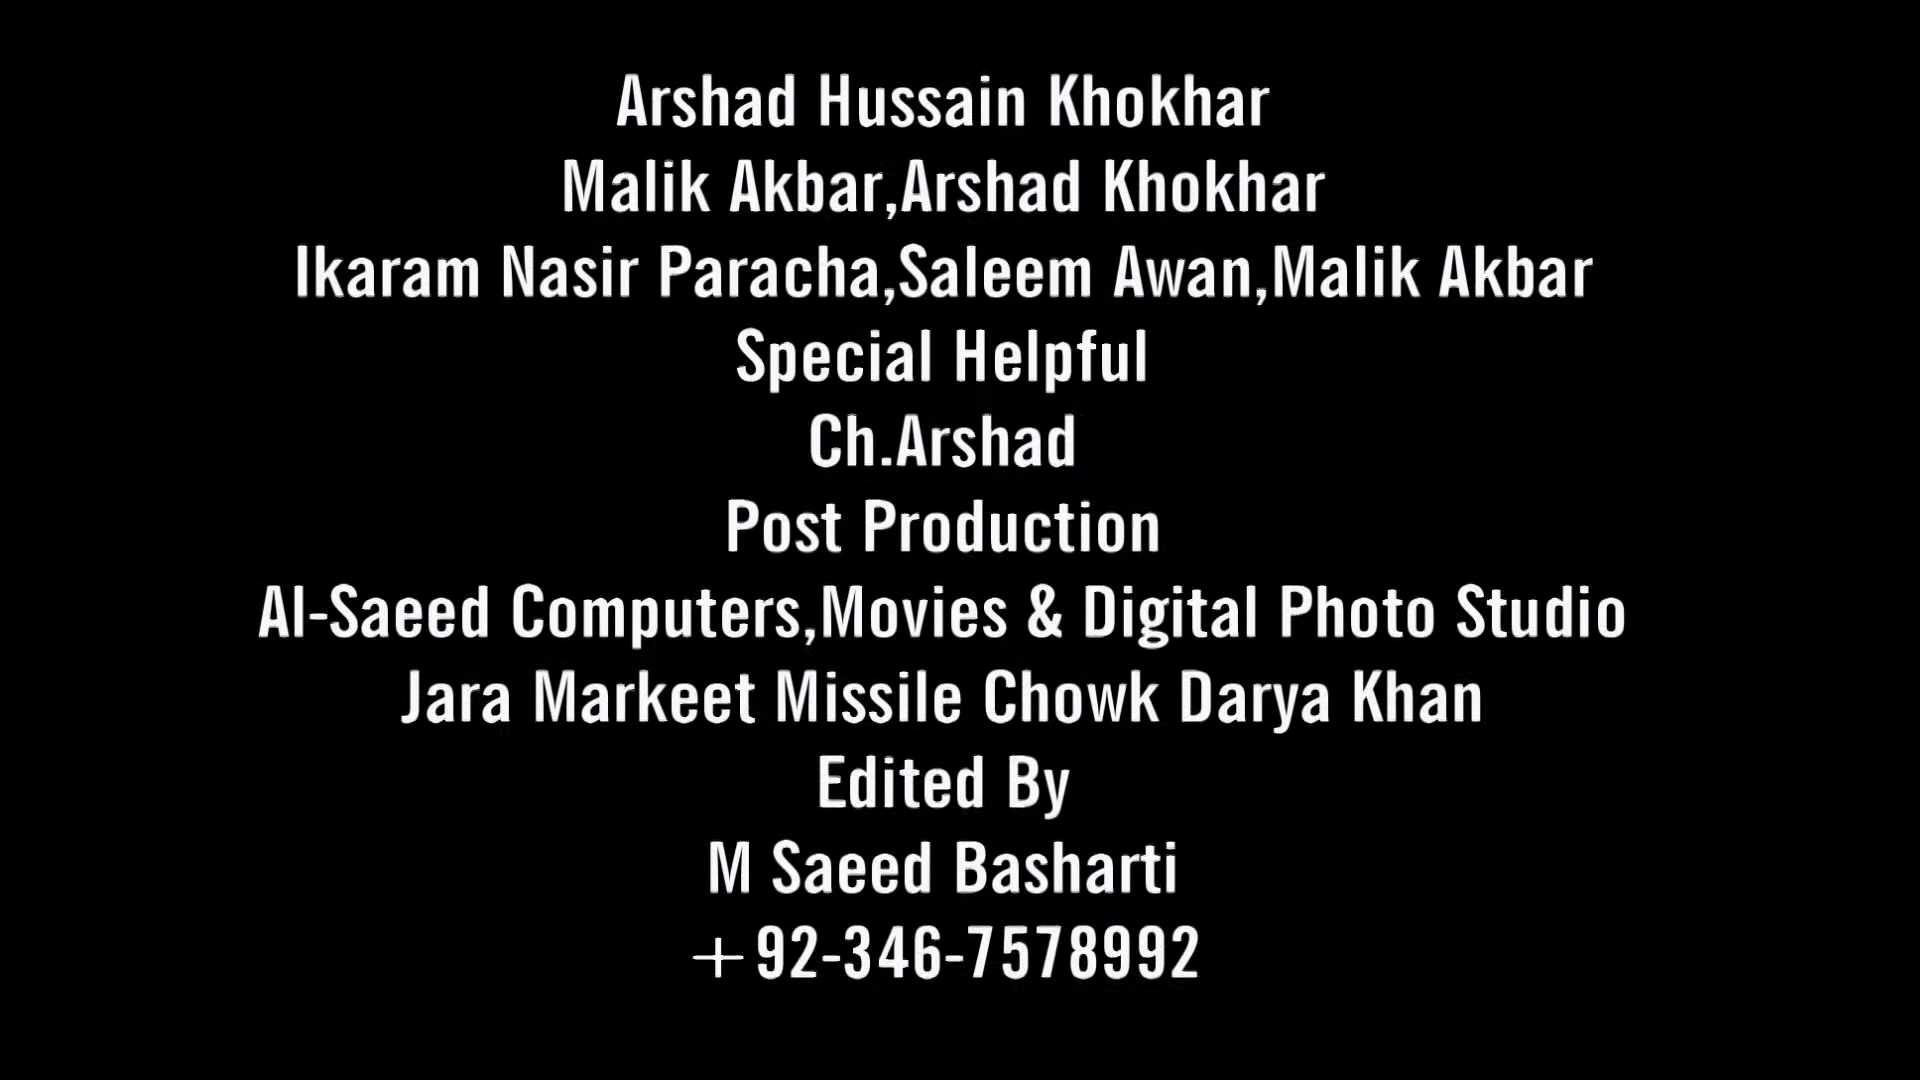 Arshad Hussain Khokhar
Malik Akbar,Arshad Khokhar
Ikaram Nasir Paracha,Saleem Awan,Malik Akbar
Special Helpful
Ch.Arshad
Post Production
Al-Saeed Computers,Movies & Digital Photo Studio
Jara Markeet Missile Chowk Darya Khan
Edited By
M Saeed Basharti
+92-346-7578992